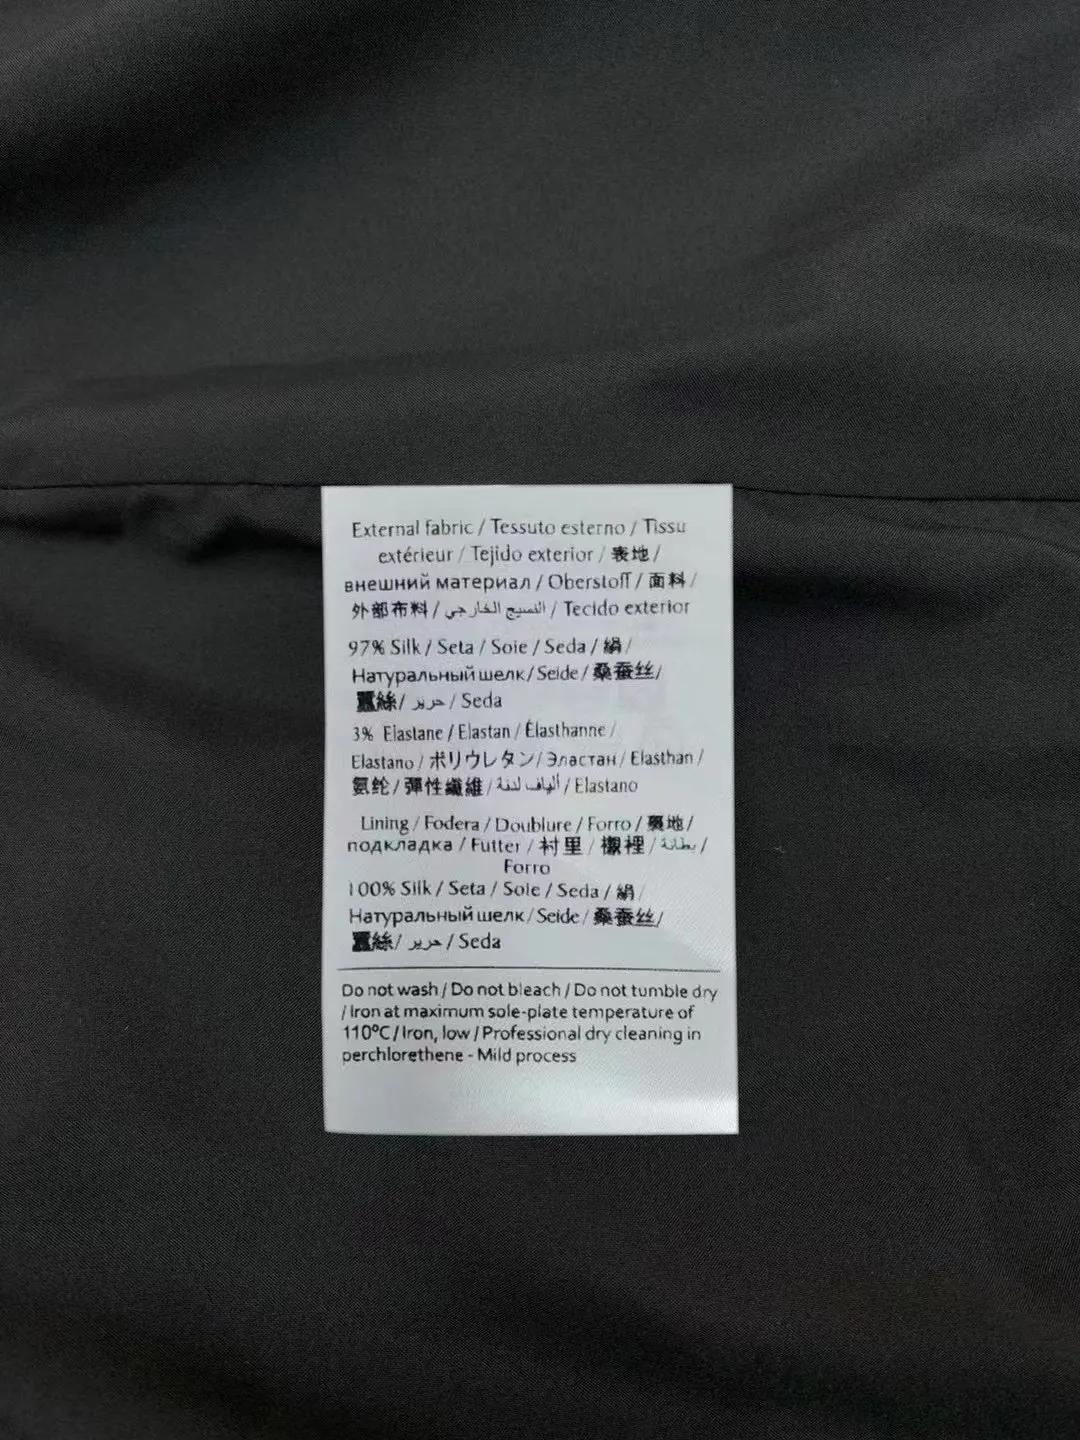 External fabric / Tessuto esterno / Tissu
extérieur / Tejido exterior / 表地 /
внешний материал / Oberstoff / 面料 /
外部布料 / النسيج الخارجي / Tecido exterior
97% Silk / Seta / Soie / Seda / 絹 /
Натуральный шелк / Seide / 桑蚕丝/
蠶絲/ حرير / Seda
3% Elastane / Elastan / Élasthanne /
Elastano / ポリウレタン/ Эластан / Elasthan /
氨纶 / 彈性纖維 / ألياف لدنة / Elastano
Lining / Fodera / Doublure / Forro / 裏地 /
подкладка / Futter / 衬里 / 襯裡 / بطانة /
Forro
100% Silk / Seta / Soie / Seda / 絹 /
Натуральный шелк / Seide / 桑蚕丝/
蠶絲/ حرير / Seda
Do not wash / Do not bleach / Do not tumble dry
/ Iron at maximum sole-plate temperature of
110°C / Iron, low / Professional dry cleaning in
perchlorethene - Mild process